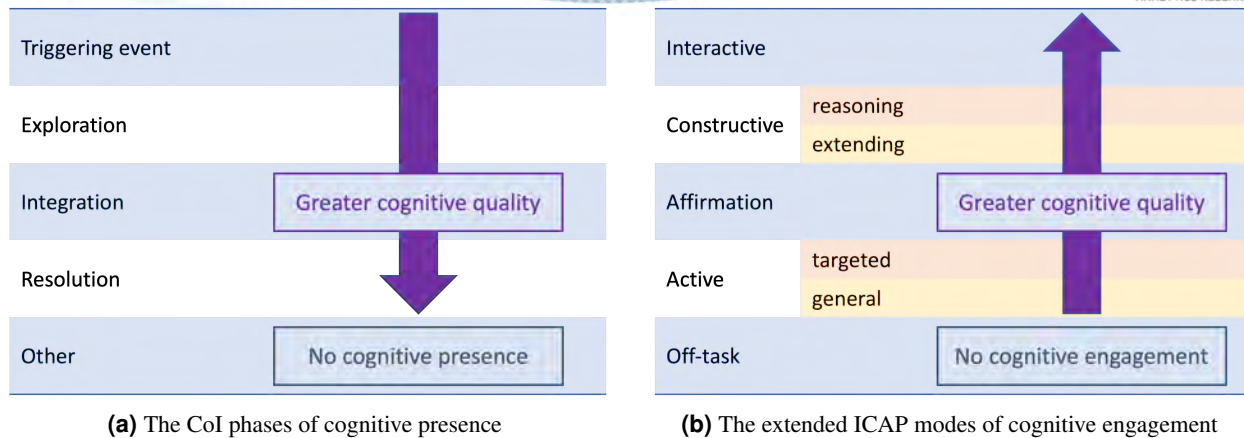 Triggering event
Exploration
Integration
Greater cognitive quality
Resolution
Other
No cognitive presence
(a) The CoI phases of cognitive presence
Interactive
Constructive
reasoning
extending
Affirmation
Greater cognitive quality
Active
targeted
general
Off-task
No cognitive engagement
(b) The extended ICAP modes of cognitive engagement